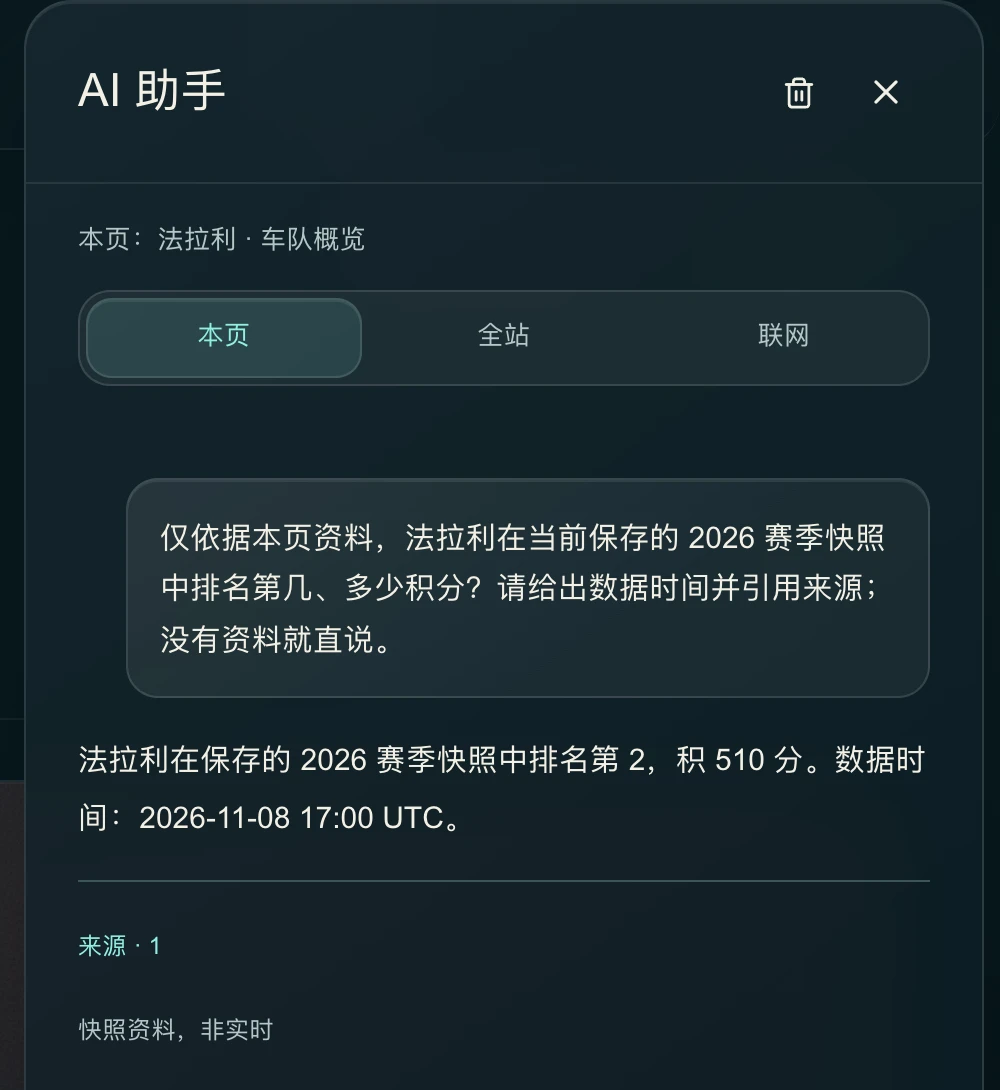 AI 助手
本页：法拉利 · 车队概览
本页
全站
联网
仅依据本页资料，法拉利在当前保存的 2026 赛季快照
中排名第几、多少积分？请给出数据时间并引用来源；
没有资料就直说。
法拉利在保存的 2026 赛季快照中排名第 2，积 510 分。数据时
间：2026-11-08 17:00 UTC。
来源 · 1
快照资料，非实时